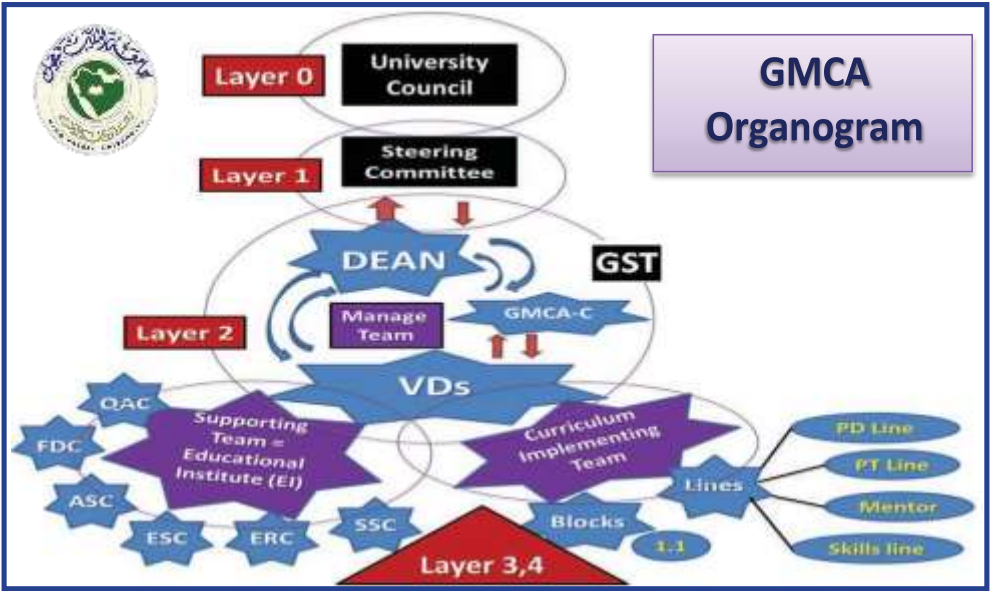 GMCA
Organogram
Layer 0
University
Council
Layer 1
Steering
Committee
DEAN
GST
GMCA-C
Manage
Team
Layer 2
VDs
QAC
FDC
ASC
ESC
ERC
SSC
Supporting
Team =
Educational
Institute (EI)
Curriculum
Implementing
Team
Lines
PD Line
PT Line
Mentor
Skills line
Blocks
1.1
Layer 3,4